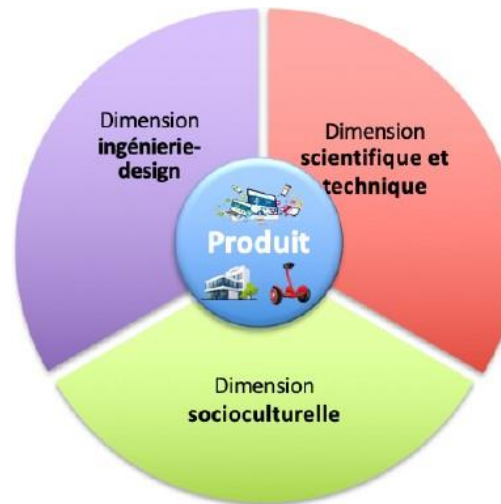 Dimension
ingénierie-
design
Dimension
scientifique et
technique
Produit
Dimension
socioculturelle